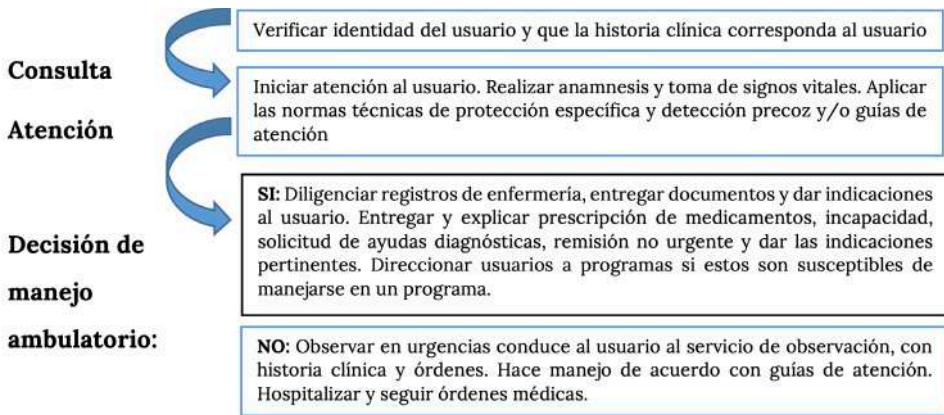 Verificar identidad del usuario y que la historia clínica corresponda al usuario
Consulta
Atención
Iniciar atención al usuario. Realizar anamnesis y toma de signos vitales. Aplicar
las normas técnicas de protección específica y detección precoz y/o guías de
atención
Decisión de
manejo
ambulatorio:
SI: Diligenciar registros de enfermería, entregar documentos y dar indicaciones
al usuario. Entregar y explicar prescripción de medicamentos, incapacidad,
solicitud de ayudas diagnósticas, remisión no urgente y dar las indicaciones
pertinentes. Direccionar usuarios a programas si estos son susceptibles de
manejarse en un programa.
NO: Observar en urgencias conduce al usuario al servicio de observación, con
historia clínica y órdenes. Hace manejo de acuerdo con guías de atención.
Hospitalizar y seguir órdenes médicas.